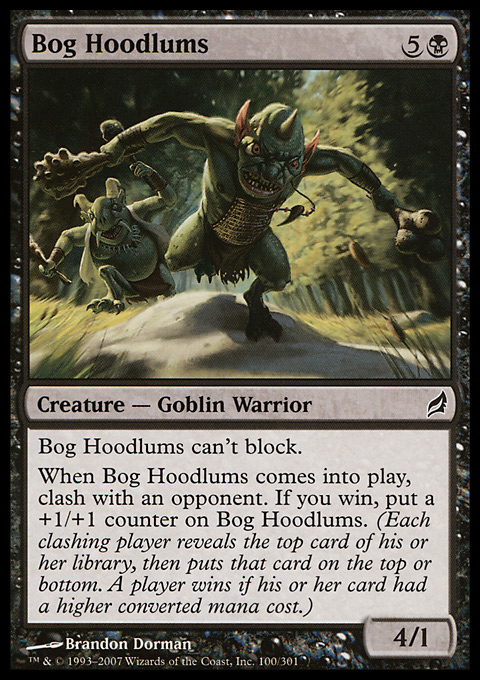 Bog Hoodlums 5
Creature — Goblin Warrior
Bog Hoodlums can't block.
When Bog Hoodlums comes into play,
clash with an opponent. If you win, put a
+1/+1 counter on Bog Hoodlums. (Each
clashing player reveals the top card of his or
her library, then puts that card on the top or
bottom. A player wins if his or her card had
a higher converted mana cost.)
4/1
Brandon Dorman
™ & © 1993–2007 Wizards of the Coast, Inc. 100/301